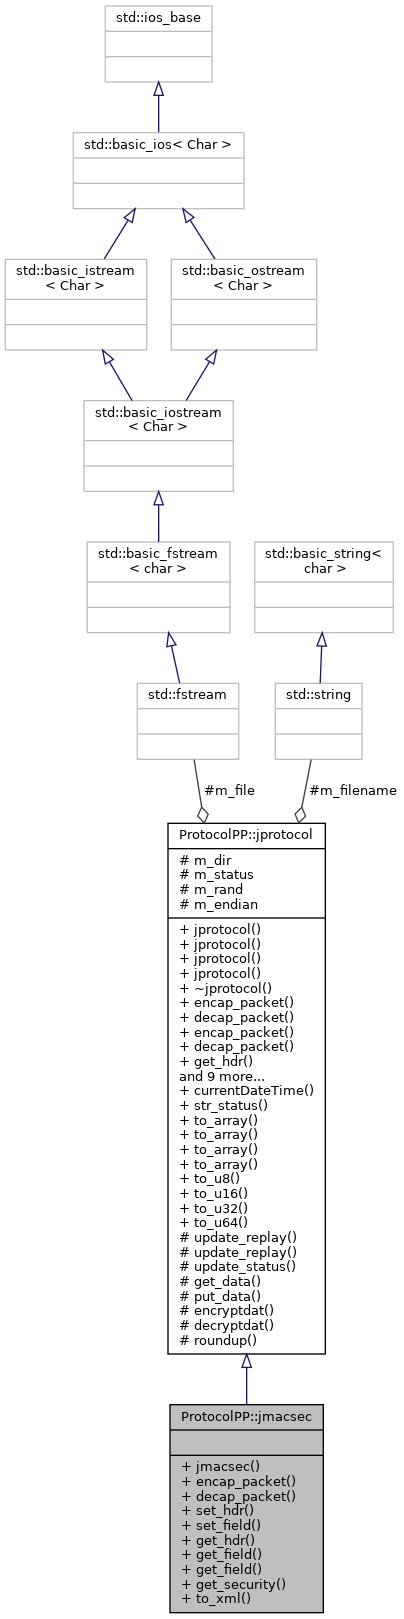 std::ios_base
std::basic_ios< Char >
std::basic_istream
< Char >
std::basic_ostream
< Char >
std::basic_iostream
< Char >
std::basic_fstream
< char >
std::basic_string<
char >
std::fstream
std::string
#m_file
#m_filename
ProtocolPP::jprotocol
# m_dir
# m_status
# m_rand
# m_endian
+ jprotocol()
+ jprotocol()
+ jprotocol()
+ jprotocol()
+ ~jprotocol()
+ encap_packet()
+ decap_packet()
+ encap_packet()
+ decap_packet()
+ get_hdr()
and 9 more...
+ currentDateTime()
+ str_status()
+ to_array()
+ to_array()
+ to_array()
+ to_array()
+ to_u8()
+ to_u16()
+ to_u32()
+ to_u64()
# update_replay()
# update_replay()
# update_status()
# get_data()
# put_data()
# encryptdat()
# decryptdat()
# roundup()
ProtocolPP::jmacsec
+ jmacsec()
+ encap_packet()
+ decap_packet()
+ set_hdr()
+ set_field()
+ get_hdr()
+ get_field()
+ get_field()
+ get_security()
+ to_xml()